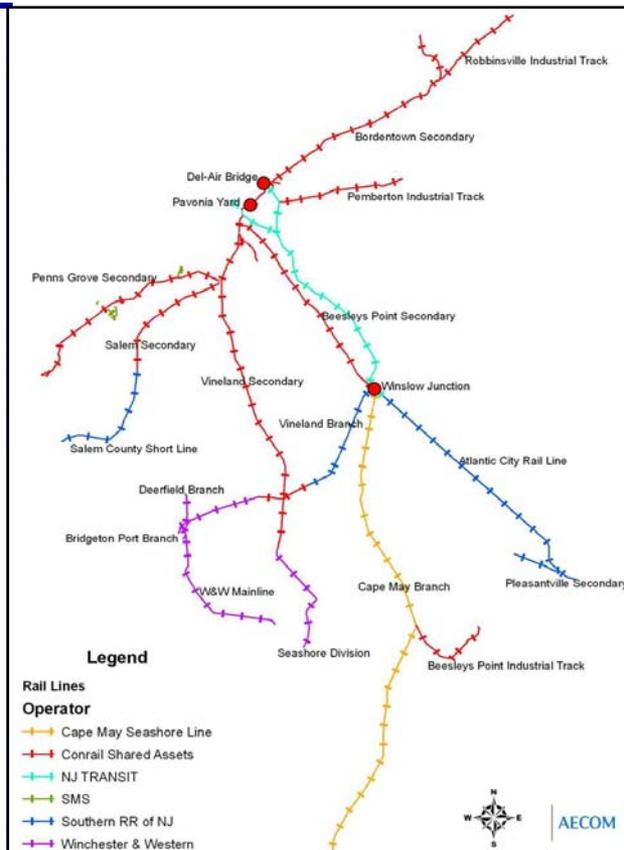 Robbinsville Industrial Track
Bordentown Secondary
Del-Air Bridge
Pemberton Industrial Track
Pavonia Yard
Penns Grove Secondary
Beesleys Point Secondary
Salem Secondary
Vineland Secondary
Winslow Junction
Vineland Branch
Salem County Short Line
Atlantic City Rail Line
Deerfield Branch
Bridgeton Port Branch
Pleasantville Secondary
W&W Mainline
Cape May Branch
Seashore Division
Beesleys Point Industrial Track
Legend
Rail Lines
Operator
Cape May Seashore Line
Conrail Shared Assets
NJ TRANSIT
SMS
Southern RR of NJ
Winchester & Western
N
W
E
S
AECOM